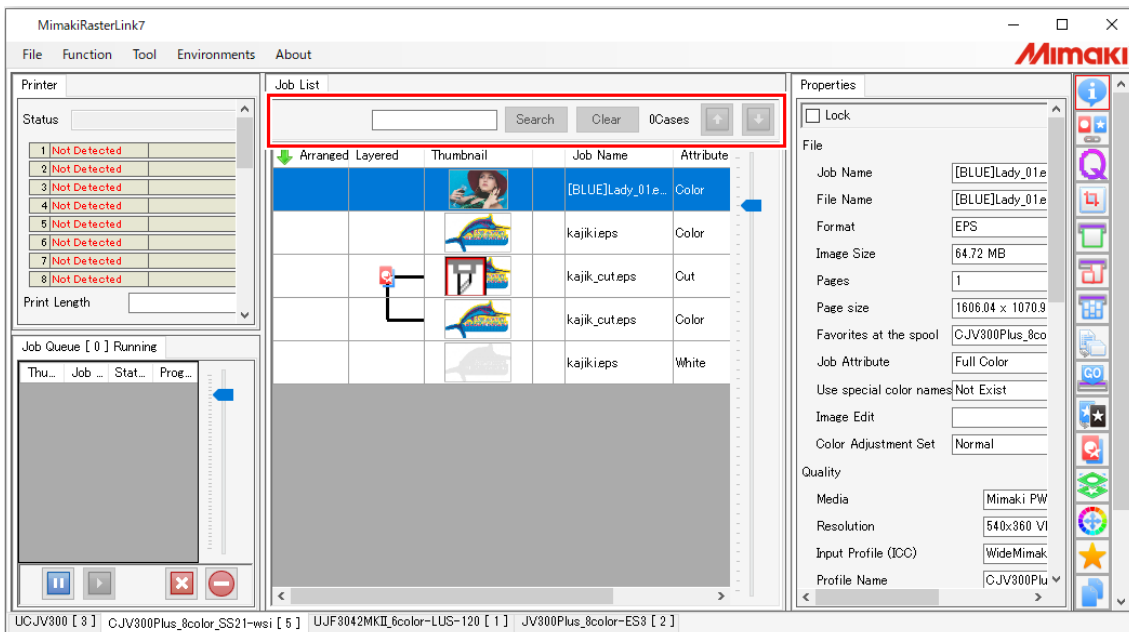 MimakiRasterLink7
File Function Tool Environments About
Mimaki
Printer
Status
1 Not Detected
2 Not Detected
3 Not Detected
4 Not Detected
5 Not Detected
6 Not Detected
7 Not Detected
8 Not Detected
Print Length
Job Queue [ 0 ] Running
Thu... Job ... Stat... Prog...
Job List
Search Clear 0Cases
Arranged Layered Thumbnail Job Name Attribute
[BLUE]Lady_01.e... Color
kajiki.eps Color
kajik_cut.eps Cut
kajik_cut.eps Color
kajiki.eps White
Properties
Lock
File
Job Name [BLUE]Lady_01.e
File Name [BLUE]Lady_01.e
Format EPS
Image Size 64.72 MB
Pages 1
Page size 1606.04 x 1070.9
Favorites at the spool CJV300Plus_8co
Job Attribute Full Color
Use special color names Not Exist
Image Edit
Color Adjustment Set Normal
Quality
Media Mimaki PW
Resolution 540x360 VI
Input Profile (ICC) WideMimak
Profile Name CJV300Plu
GO
UCJV300 [ 3 ] CJV300Plus_8color_SS21-wsi [ 5 ] UJF3042MKII_6color-LUS-120 [ 1 ] JV300Plus_8color-ES3 [ 2 ]